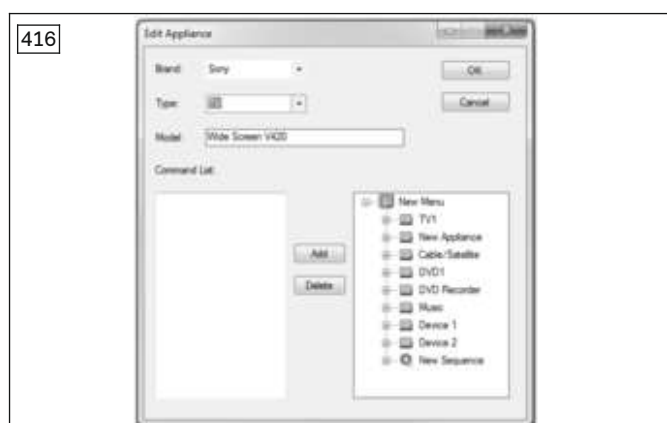 416
Edit Appliance
Brand: Sony
OK
Type:
Cancel
Model: Wide Screen V420
Command List:
New Menu
TV1
New Appliance
Add
Cable/Satellite
DVD1
Delete
DVD Recorder
Music
Device 1
Device 2
New Sequence